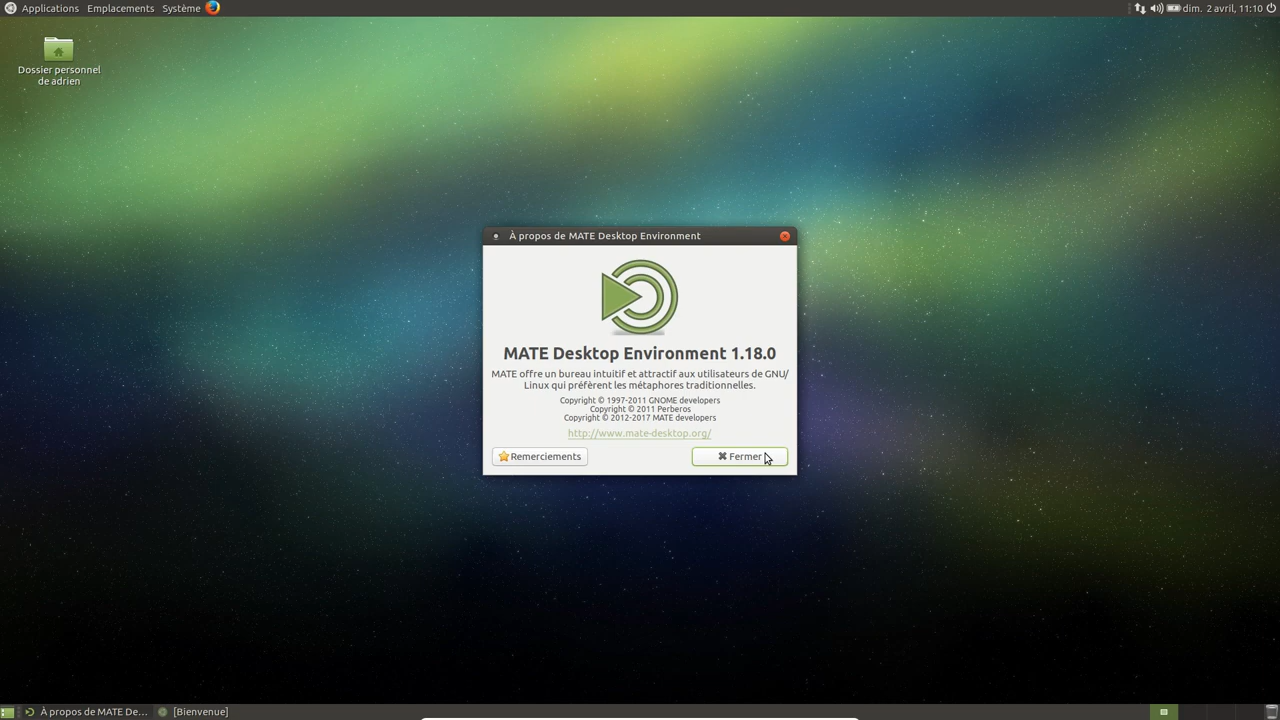 Applications Emplacements Système
dim. 2 avril, 11:10
Dossier personnel
de adrien
À propos de MATE Desktop Environment
MATE Desktop Environment 1.18.0
MATE offre un bureau intuitif et attractif aux utilisateurs de GNU/
Linux qui préfèrent les métaphores traditionnelles.
Copyright © 1997-2011 GNOME developers
Copyright © 2011 Perberos
Copyright © 2012-2017 MATE developers
http://www.mate-desktop.org/
Remerciements
Fermer
À propos de MATE De...
[Bienvenue]